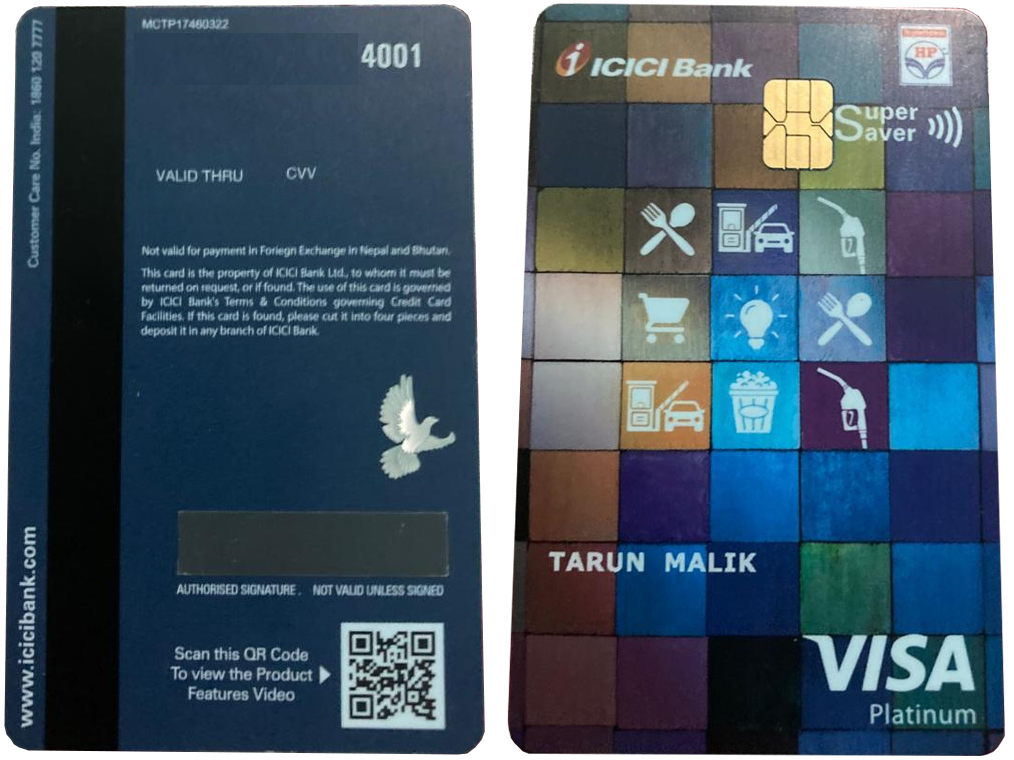 MCTP17460322
4001
Customer Care No. India: 1860 120 7777
VALID THRU CVV
Not valid for payment in Foriegn Exchange in Nepal and Bhutan.
This card is the property of ICICI Bank Ltd., to whom it must be
returned on request, or if found. The use of this card is governed
by ICICI Bank's Terms & Conditions governing Credit Card
Facilities. If this card is found, please cut it into four pieces and
deposit it in any branch of ICICI Bank.
AUTHORISED SIGNATURE. NOT VALID UNLESS SIGNED
www.icicibank.com
Scan this QR Code
To view the Product
Features Video
ICICI Bank
HP
Super
Saver
TARUN MALIK
VISA
Platinum